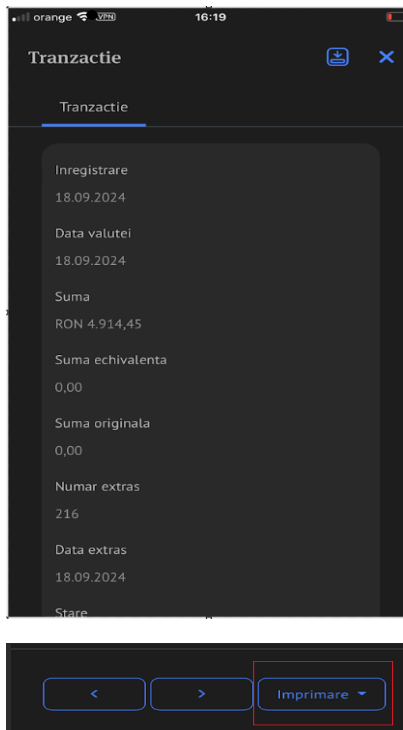 orange VPN 16:19
Tranzactie
Tranzactie
Inregistrare
18.09.2024
Data valutei
18.09.2024
Suma
RON 4.914,45
Suma echivalenta
0,00
Suma originala
0,00
Numar extras
216
Data extras
18.09.2024
Stare
< > Imprimare